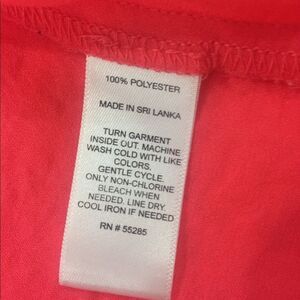 100% POLYESTER
MADE IN SRI LANKA
TURN GARMENT
INSIDE OUT. MACHINE
WASH COLD WITH LIKE
COLORS.
GENTLE CYCLE.
ONLY NON-CHLORINE
BLEACH WHEN
NEEDED. LINE DRY.
COOL IRON IF NEEDED
RN # 55285